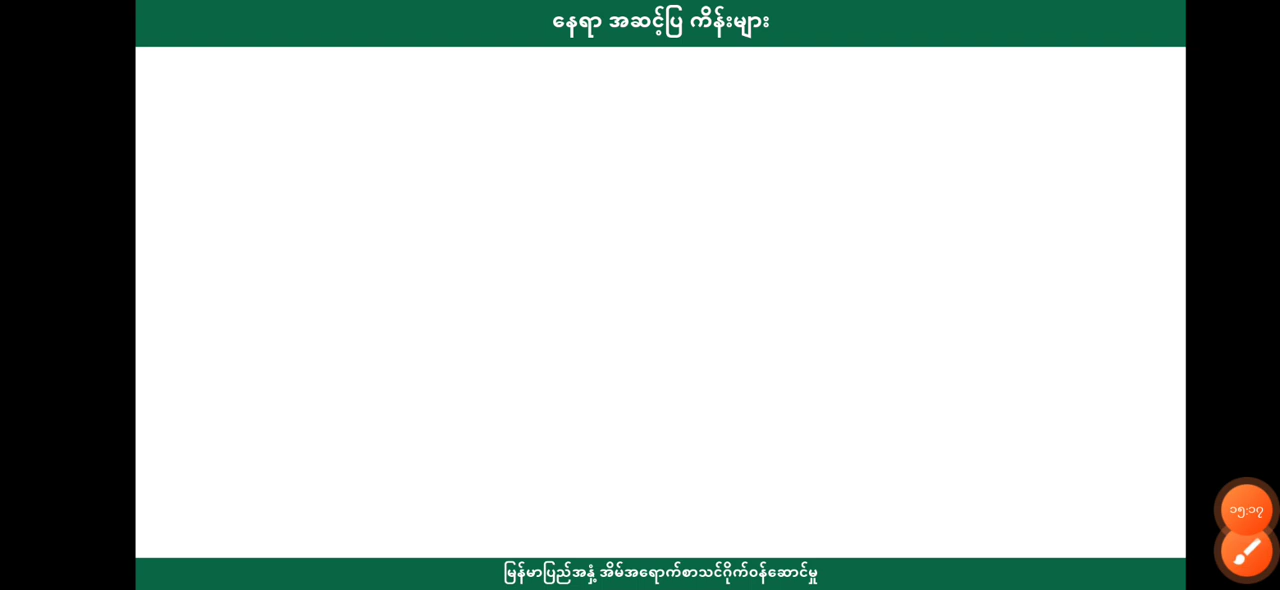 နေရာ အဆင့်ပြ ကိန်းများ
၁၅:၁၇
မြန်မာပြည်အနှံ့ အိမ်အရောက်စာသင်ဂိုက်ဝန်ဆောင်မှု